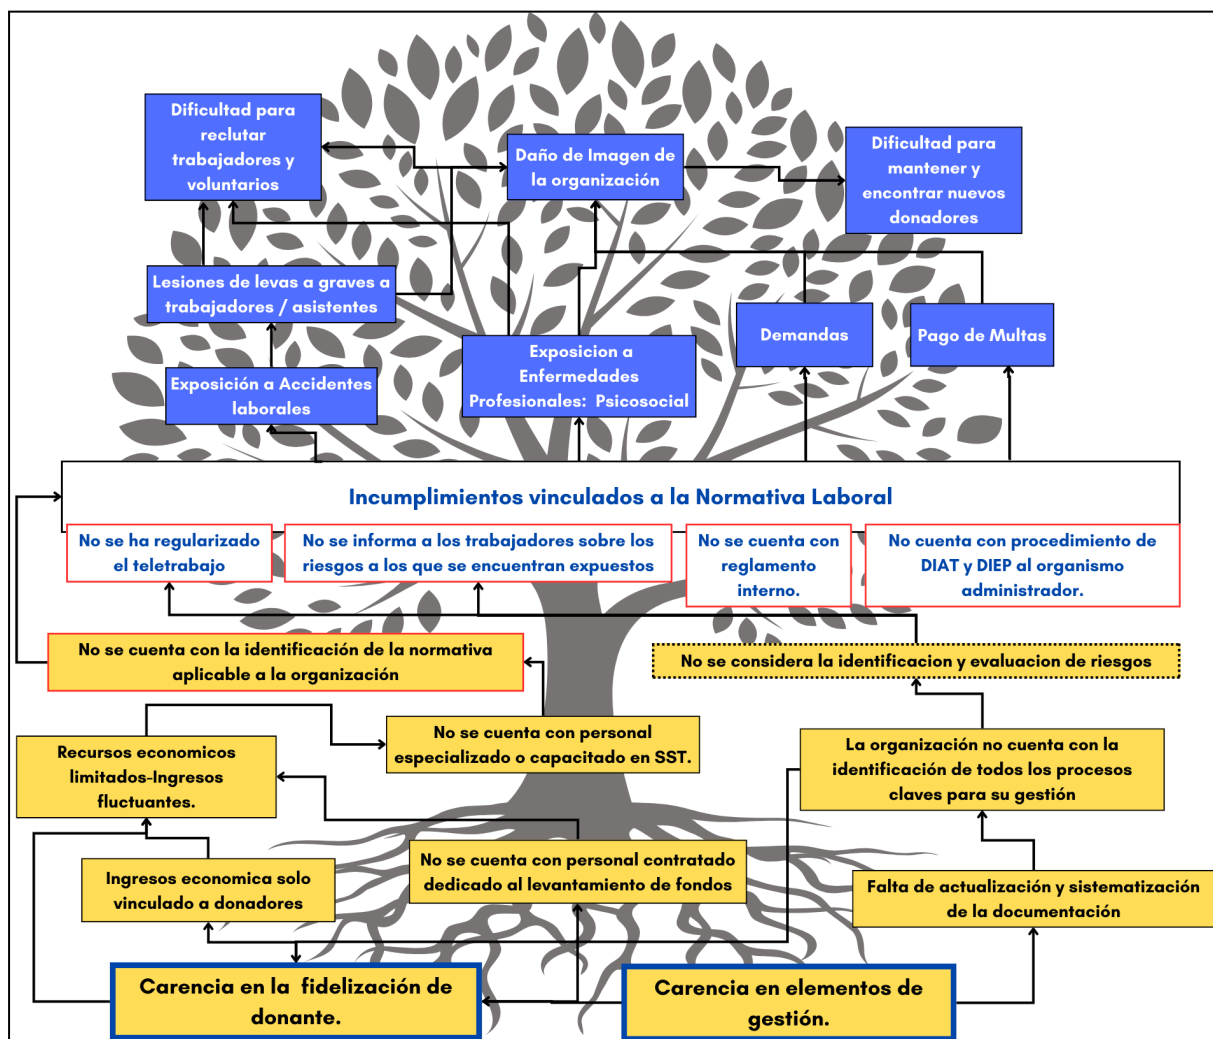 Dificultad para
reclutar
trabajadores y
voluntarios
Daño de Imagen de
la organización
Dificultad para
mantener y
encontrar nuevos
donadores
Lesiones de levas a graves a
trabajadores / asistentes
Demandas
Pago de Multas
Exposicion a
Enfermedades
Profesionales: Psicosocial
Exposición a Accidentes
laborales
Incumplimientos vinculados a la Normativa Laboral
No se ha regularizado
el teletrabajo
No se informa a los trabajadores sobre los
riesgos a los que se encuentran expuestos
No se cuenta con
reglamento
interno.
No cuenta con procedimiento de
DIAT y DIEP al organismo
administrador.
No se cuenta con la identificación de la normativa
aplicable a la organización
No se considera la identificacion y evaluacion de riesgos
Recursos economicos
limitados-Ingresos
fluctuantes.
No se cuenta con personal
especializado o capacitado en SST.
La organización no cuenta con la
identificación de todos los procesos
claves para su gestión
Ingresos economica solo
vinculado a donadores
No se cuenta con personal contratado
dedicado al levantamiento de fondos
Falta de actualización y sistematización
de la documentación
Carencia en la fidelización de
donante.
Carencia en elementos de
gestión.